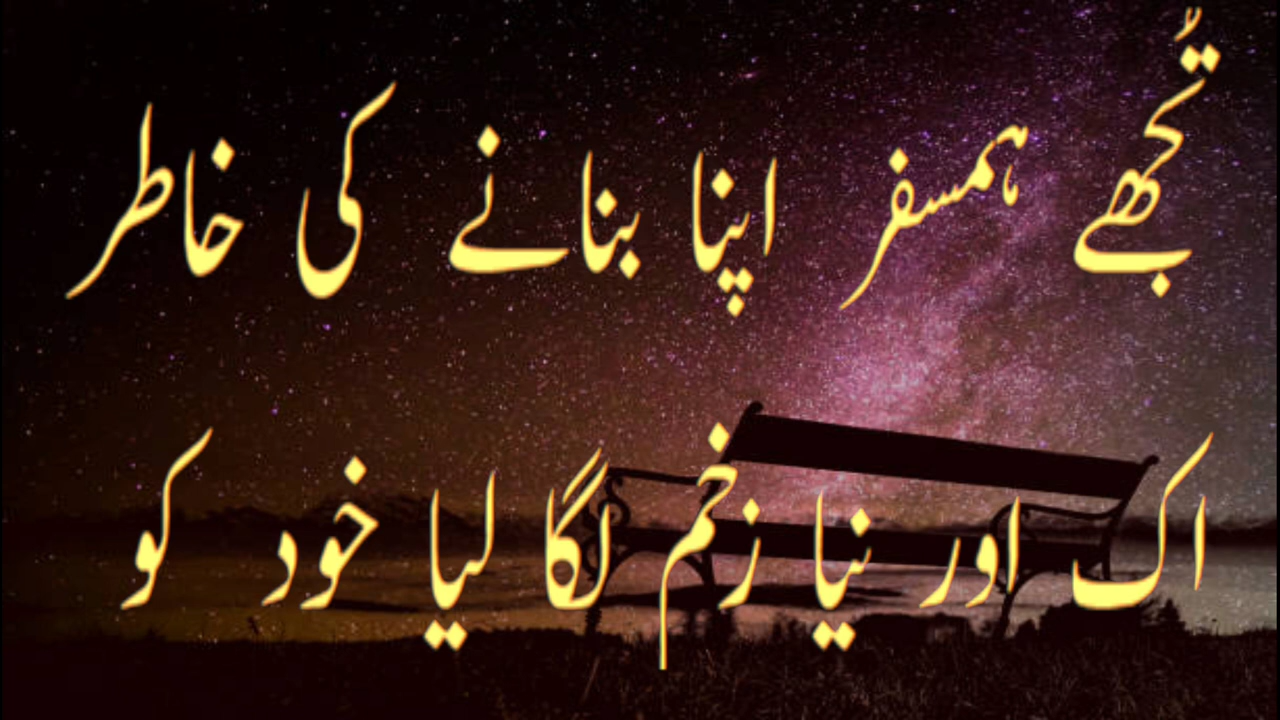 تُجھے ہمسفر اپنا بنانے کی خاطر
اک اور نیا زخم لگا لیا خود کو